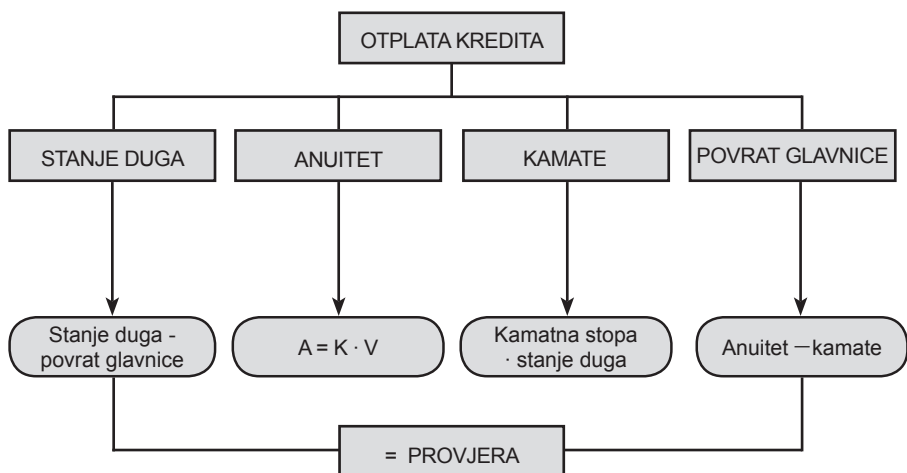 OTPLATA KREDITA
STANJE DUGA
ANUITET
KAMATE
POVRAT GLAVNICE
Stanje duga -
povrat glavnice
A = K · V
Kamatna stopa
· stanje duga
Anuitet —kamate
= PROVJERA